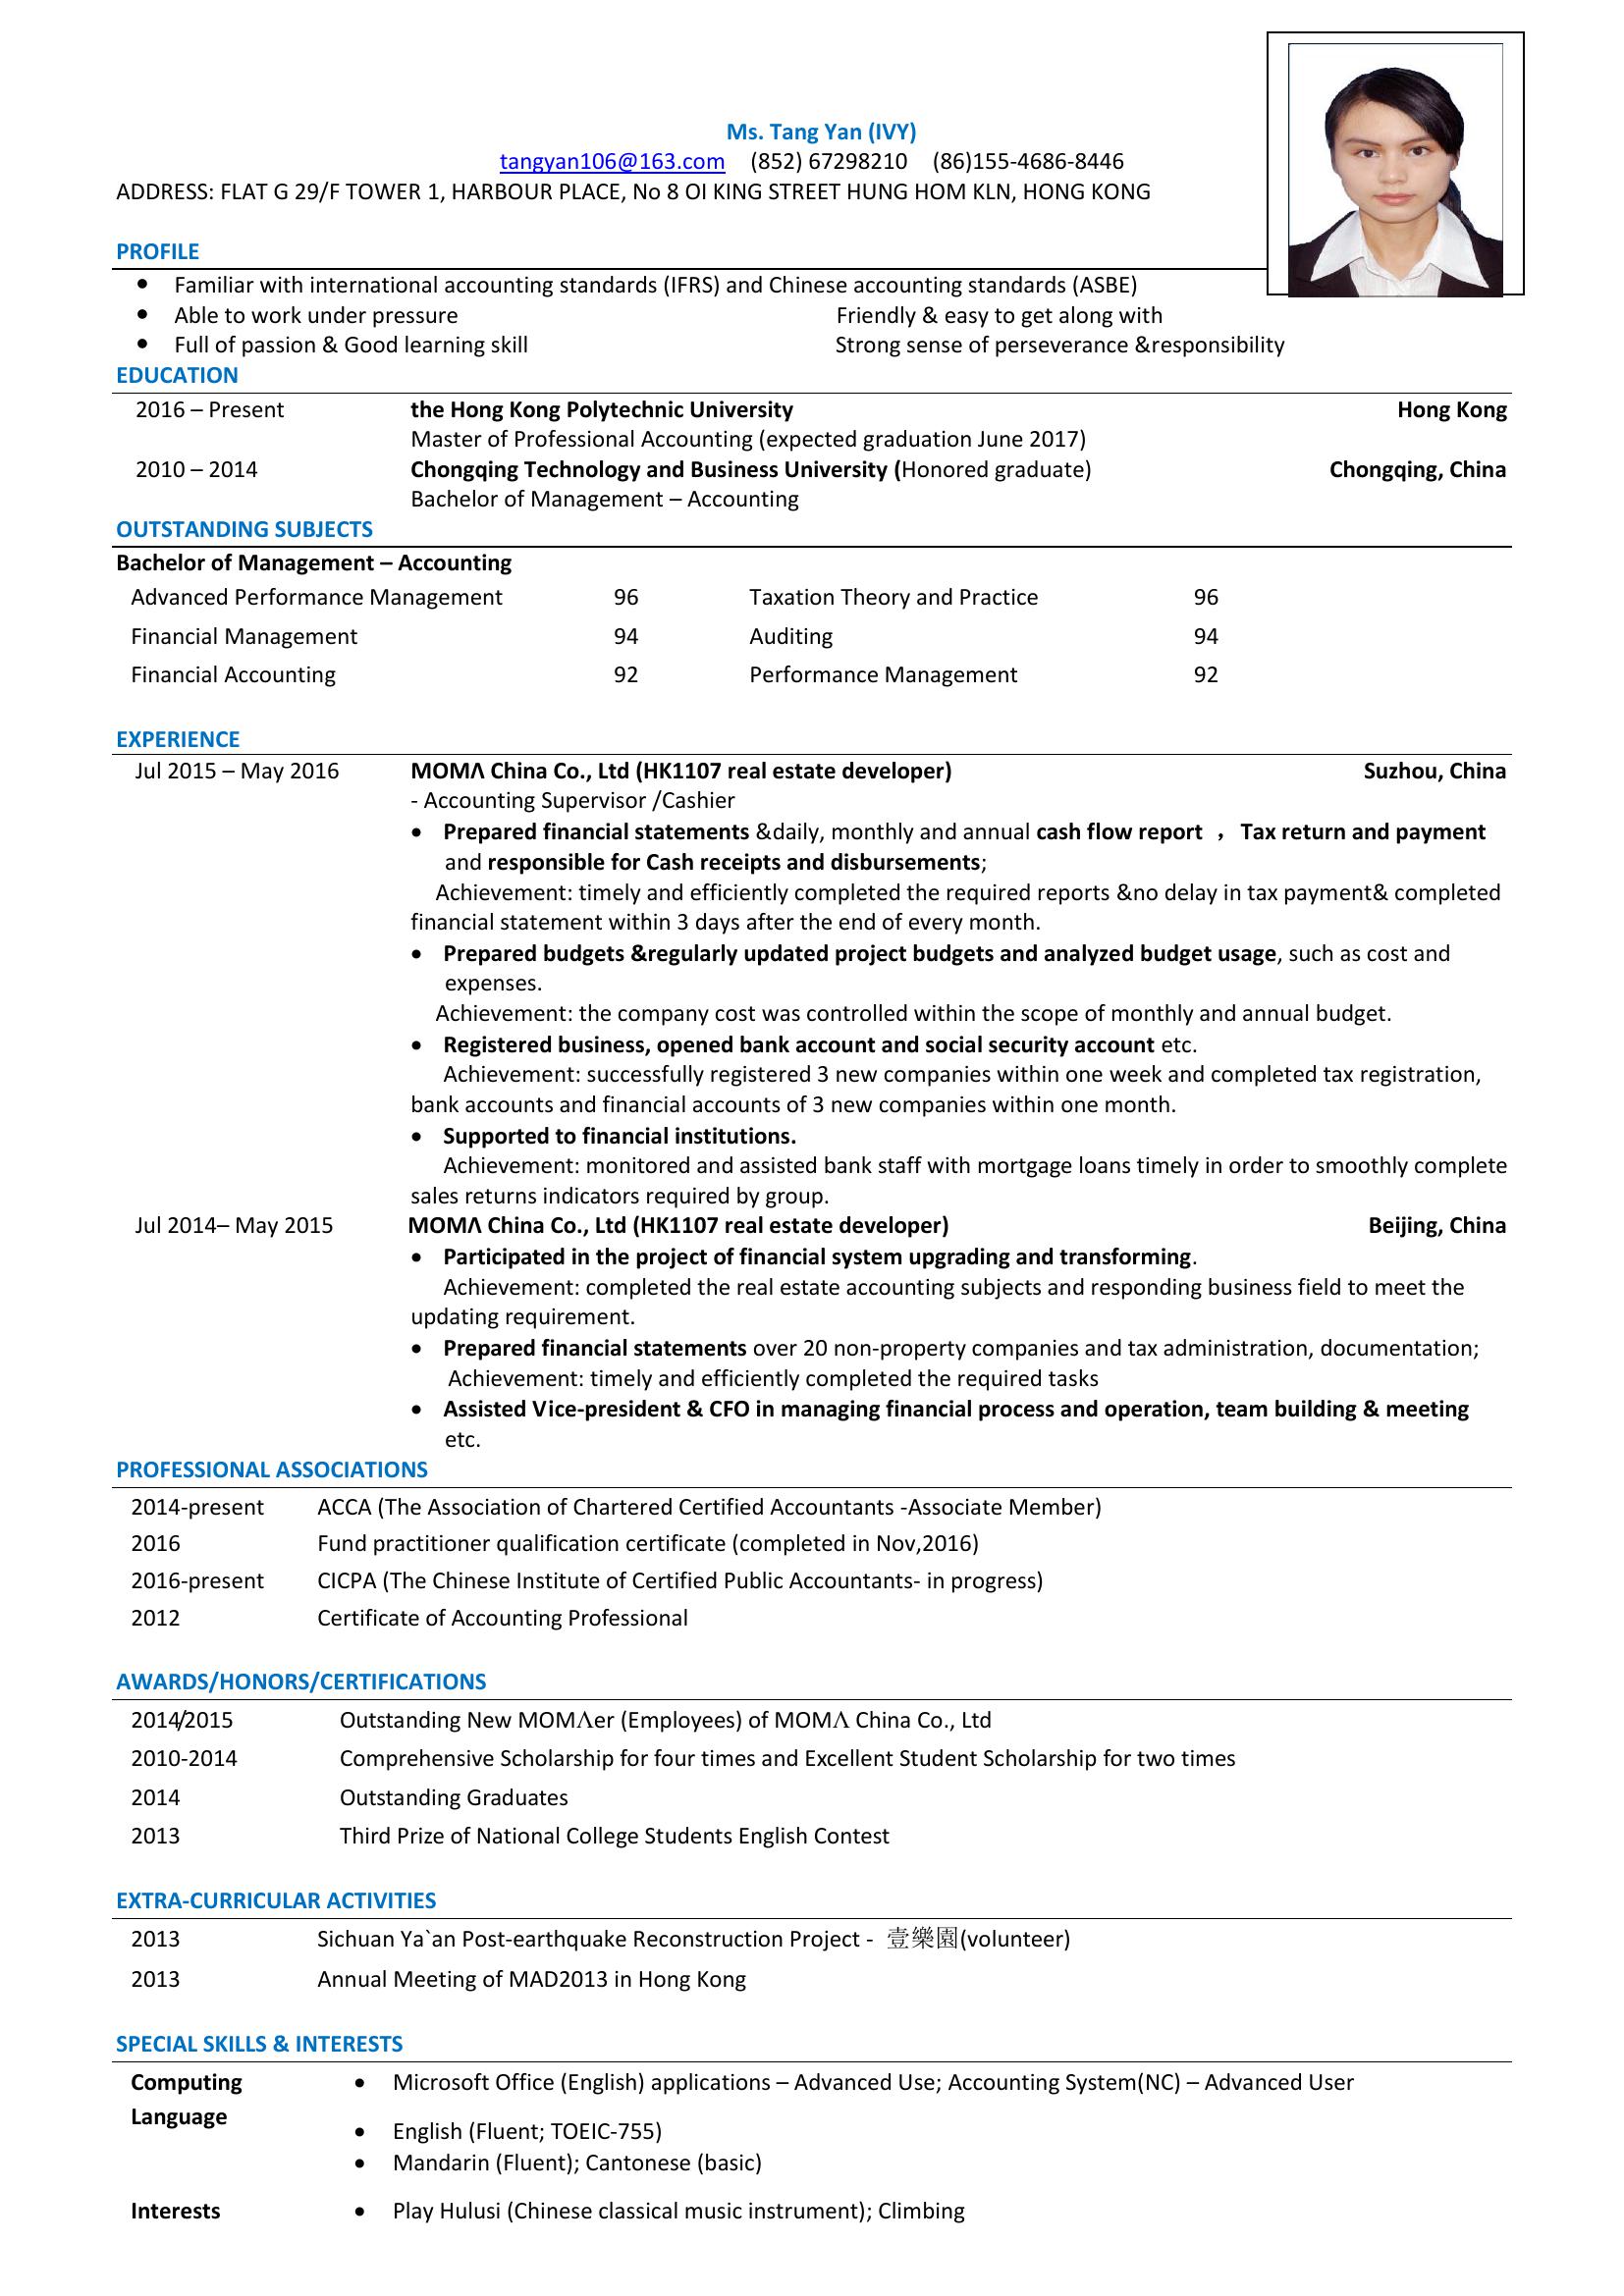 Ms. Tang Yan (IVY)
tangyan106@163.com (852) 67298210 (86)155-4686-8446
ADDRESS: FLAT G 29/F TOWER 1, HARBOUR PLACE, No 8 OI KING STREET HUNG HOM KLN, HONG KONG
PROFILE
• Familiar with international accounting standards (IFRS) and Chinese accounting standards (ASBE)
• Able to work under pressure Friendly & easy to get along with
• Full of passion & Good learning skill Strong sense of perseverance &responsibility
EDUCATION
2016 – Present the Hong Kong Polytechnic University Hong Kong
Master of Professional Accounting (expected graduation June 2017)
2010 – 2014 Chongqing Technology and Business University (Honored graduate) Chongqing, China
Bachelor of Management – Accounting
OUTSTANDING SUBJECTS
Bachelor of Management – Accounting
Advanced Performance Management 96 Taxation Theory and Practice 96
Financial Management 94 Auditing 94
Financial Accounting 92 Performance Management 92
EXPERIENCE
Jul 2015 – May 2016 MOMΛ China Co., Ltd (HK1107 real estate developer) Suzhou, China
- Accounting Supervisor /Cashier
• Prepared financial statements &daily, monthly and annual cash flow report ，Tax return and payment
and responsible for Cash receipts and disbursements;
Achievement: timely and efficiently completed the required reports &no delay in tax payment& completed
financial statement within 3 days after the end of every month.
• Prepared budgets &regularly updated project budgets and analyzed budget usage, such as cost and
expenses.
Achievement: the company cost was controlled within the scope of monthly and annual budget.
• Registered business, opened bank account and social security account etc.
Achievement: successfully registered 3 new companies within one week and completed tax registration,
bank accounts and financial accounts of 3 new companies within one month.
• Supported to financial institutions.
Achievement: monitored and assisted bank staff with mortgage loans timely in order to smoothly complete
sales returns indicators required by group.
Jul 2014– May 2015 MOMΛ China Co., Ltd (HK1107 real estate developer) Beijing, China
• Participated in the project of financial system upgrading and transforming.
Achievement: completed the real estate accounting subjects and responding business field to meet the
updating requirement.
• Prepared financial statements over 20 non-property companies and tax administration, documentation;
Achievement: timely and efficiently completed the required tasks
• Assisted Vice-president & CFO in managing financial process and operation, team building & meeting
etc.
PROFESSIONAL ASSOCIATIONS
2014-present ACCA (The Association of Chartered Certified Accountants -Associate Member)
2016 Fund practitioner qualification certificate (completed in Nov,2016)
2016-present CICPA (The Chinese Institute of Certified Public Accountants- in progress)
2012 Certificate of Accounting Professional
AWARDS/HONORS/CERTIFICATIONS
2014/2015 Outstanding New MOMΛer (Employees) of MOMΛ China Co., Ltd
2010-2014 Comprehensive Scholarship for four times and Excellent Student Scholarship for two times
2014 Outstanding Graduates
2013 Third Prize of National College Students English Contest
EXTRA-CURRICULAR ACTIVITIES
2013 Sichuan Ya`an Post-earthquake Reconstruction Project - 壹樂園(volunteer)
2013 Annual Meeting of MAD2013 in Hong Kong
SPECIAL SKILLS & INTERESTS
Computing • Microsoft Office (English) applications – Advanced Use; Accounting System(NC) – Advanced User
Language
• English (Fluent; TOEIC-755)
• Mandarin (Fluent); Cantonese (basic)
Interests • Play Hulusi (Chinese classical music instrument); Climbing